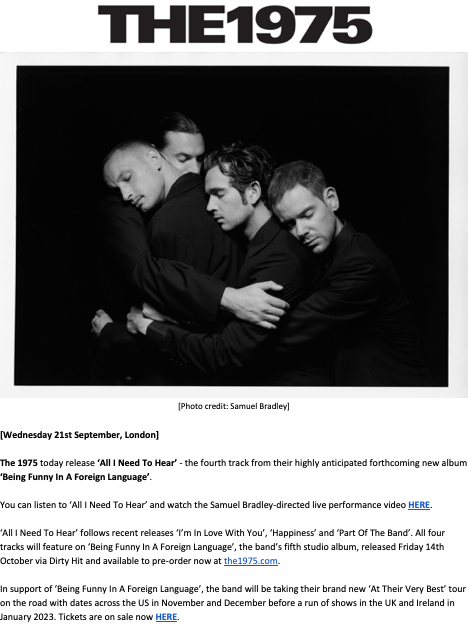 THE1975
[Photo credit: Samuel Bradley]
[Wednesday 21st September, London]
The 1975 today release ‘All I Need To Hear’ - the fourth track from their highly anticipated forthcoming new album
‘Being Funny In A Foreign Language’.
You can listen to ‘All I Need To Hear’ and watch the Samuel Bradley-directed live performance video HERE.
‘All I Need To Hear’ follows recent releases ‘I’m In Love With You’, ‘Happiness’ and ‘Part Of The Band’. All four
tracks will feature on ‘Being Funny In A Foreign Language’, the band’s fifth studio album, released Friday 14th
October via Dirty Hit and available to pre-order now at the1975.com.
In support of ‘Being Funny In A Foreign Language’, the band will be taking their brand new ‘At Their Very Best’ tour
on the road with dates across the US in November and December before a run of shows in the UK and Ireland in
January 2023. Tickets are on sale now HERE.